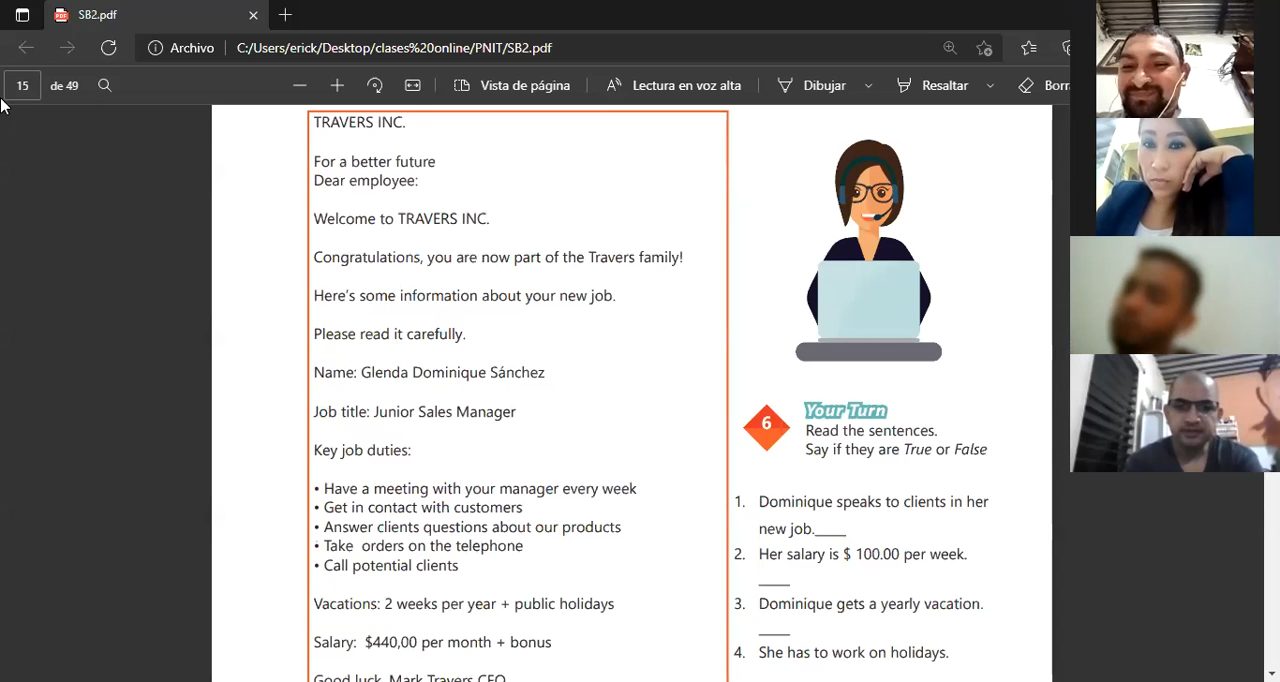 SB2.pdf
Archivo
C:/Users/erick/Desktop/clases%20online/PNIT/SB2.pdf
15 de 49
Vista de página
Lectura en voz alta
Dibujar
Resaltar
Borr
TRAVERS INC.
For a better future
Dear employee:
Welcome to TRAVERS INC.
Congratulations, you are now part of the Travers family!
Here's some information about your new job.
Please read it carefully.
Name: Glenda Dominique Sánchez
Job title: Junior Sales Manager
Key job duties:
• Have a meeting with your manager every week
• Get in contact with customers
• Answer clients questions about our products
• Take orders on the telephone
• Call potential clients
Vacations: 2 weeks per year + public holidays
Salary: $440,00 per month + bonus
Good luck, Mark Travers CEO
6
Your Turn
Read the sentences.
Say if they are True or False
1. Dominique speaks to clients in her
new job.____
2. Her salary is $ 100.00 per week.
____
3. Dominique gets a yearly vacation.
____
4. She has to work on holidays.